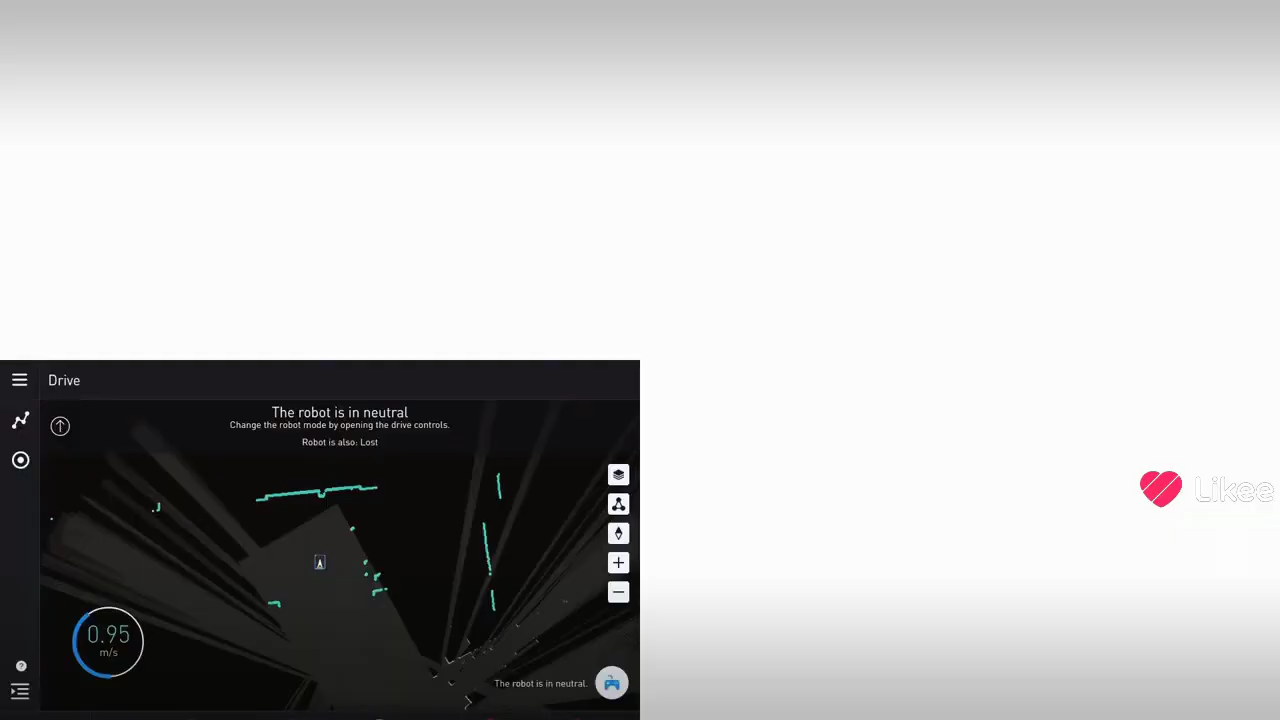 Drive
The robot is in neutral
Change the robot mode by opening the drive controls.
Robot is also: Lost
Likee
0.95
m/s
The robot is in neutral.